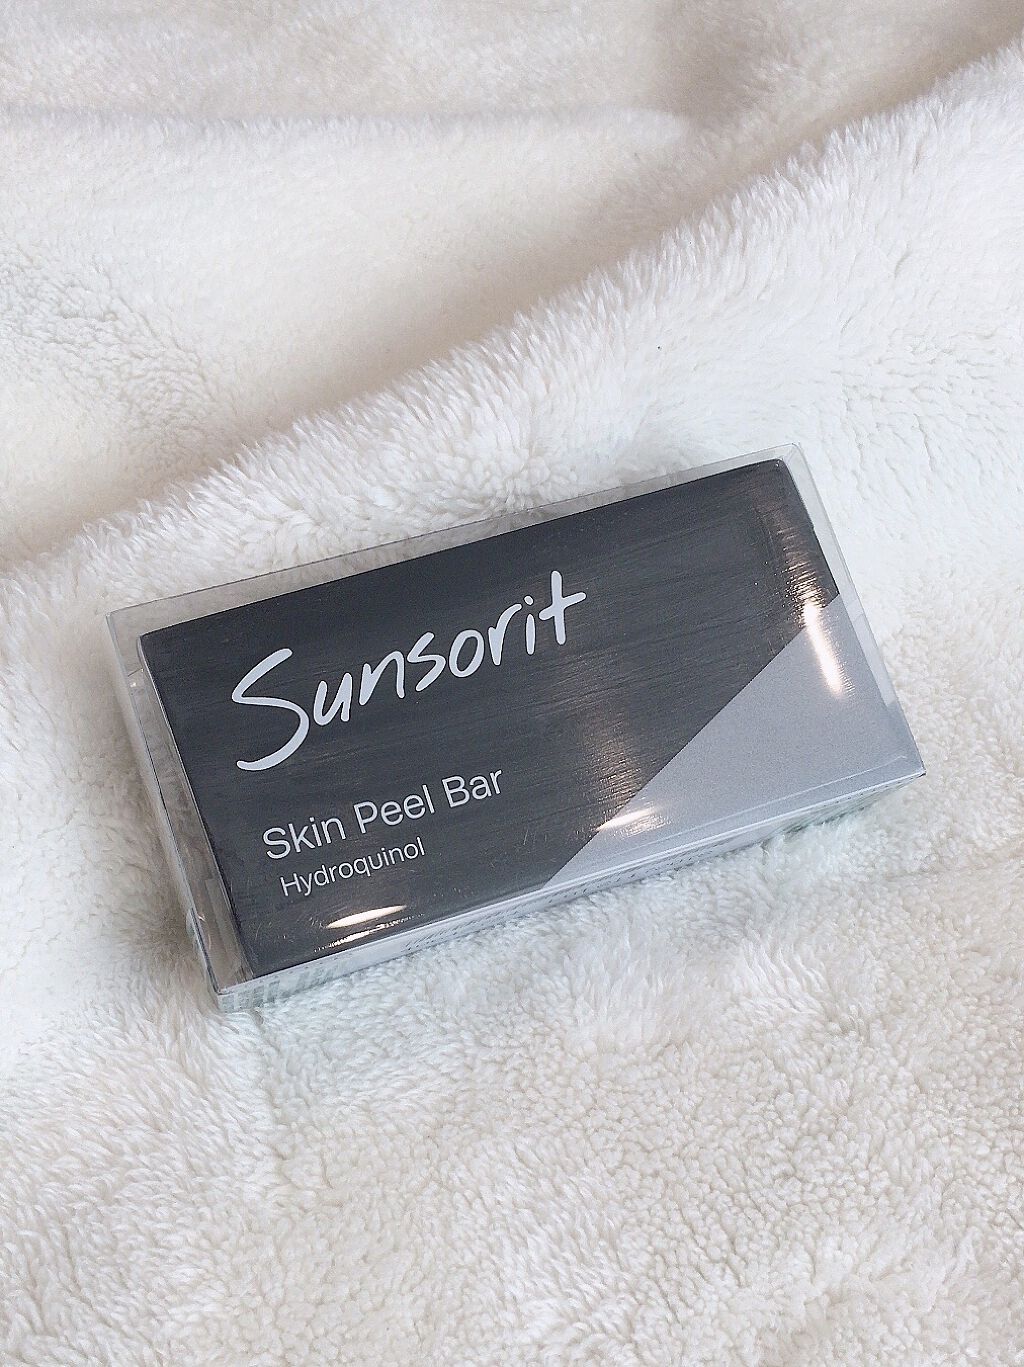 Sunsorit
Skin Peel Bar
Hydroquinol